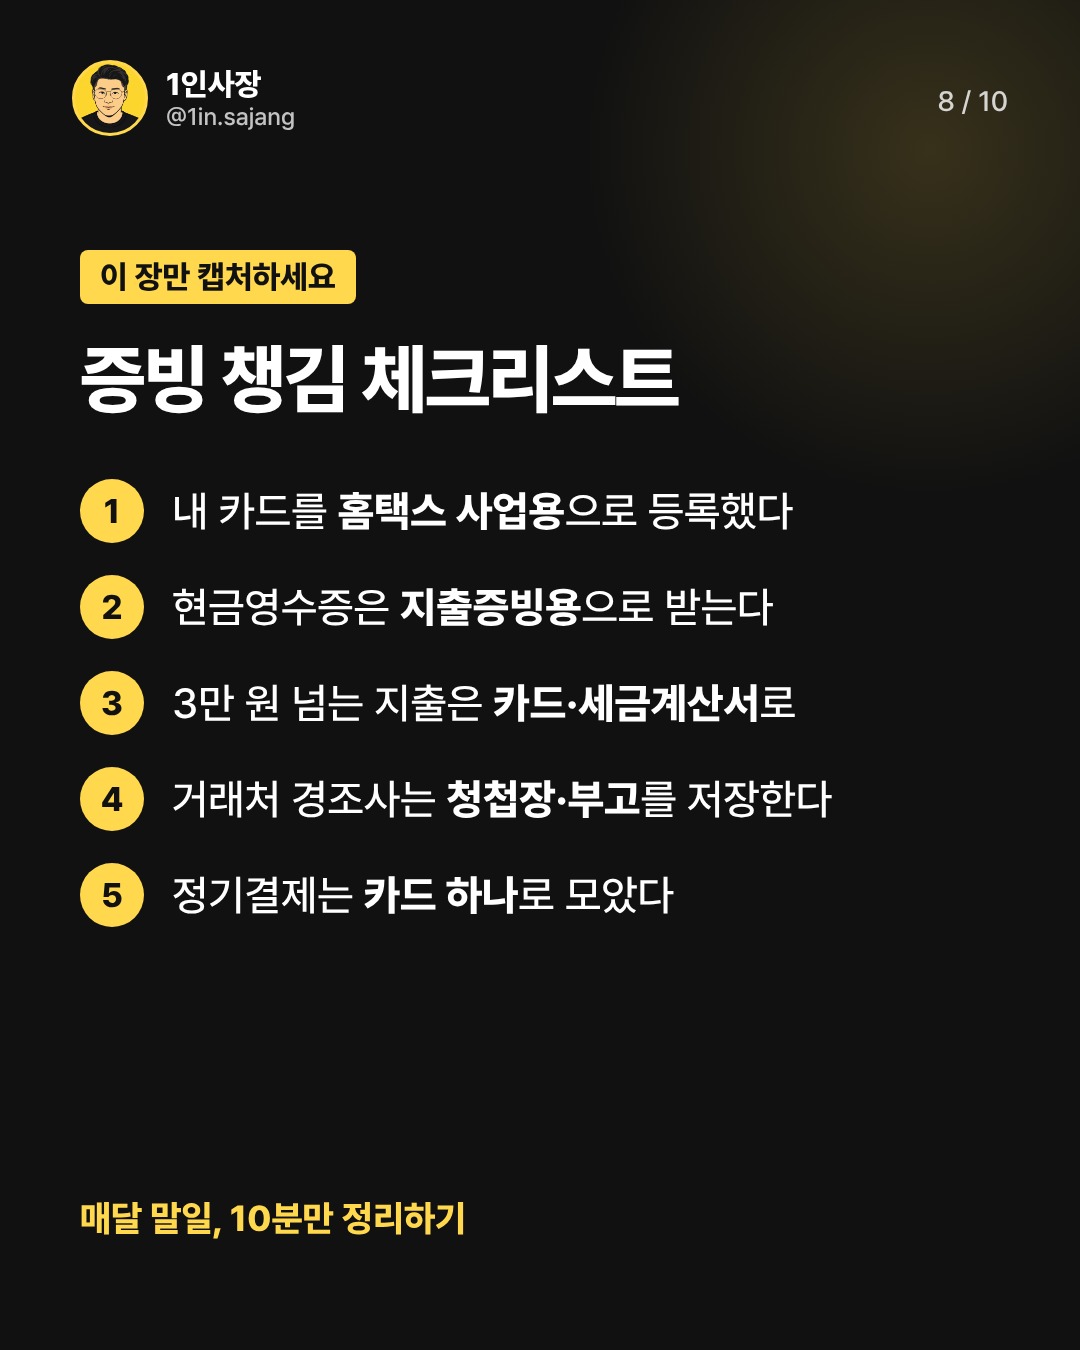 1인사장
@1in.sajang
8 / 10
이 장만 캡처하세요
증빙 챙김 체크리스트
1 내 카드를 홈택스 사업용으로 등록했다
2 현금영수증은 지출증빙용으로 받는다
3 3만 원 넘는 지출은 카드·세금계산서로
4 거래처 경조사는 청첩장·부고를 저장한다
5 정기결제는 카드 하나로 모았다
매달 말일, 10분만 정리하기